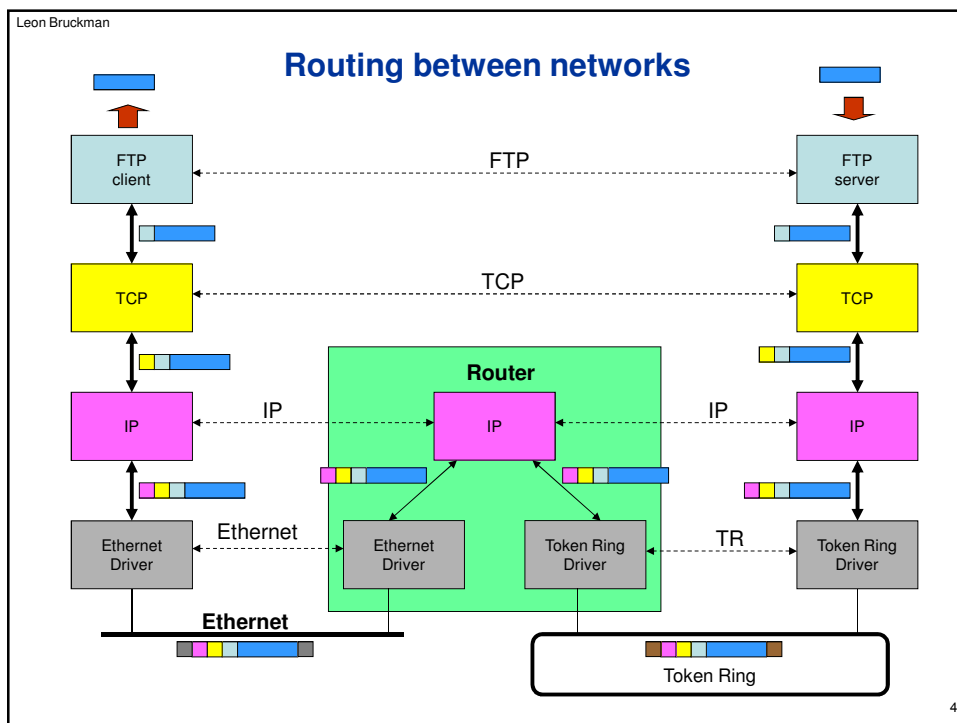 Leon Bruckman
Routing between networks
FTP
client
FTP
FTP
server
TCP
TCP
TCP
Router
IP
IP
IP
IP
IP
Ethernet
Driver
Ethernet
Ethernet
Driver
Token Ring
Driver
TR
Token Ring
Driver
Ethernet
Token Ring
4